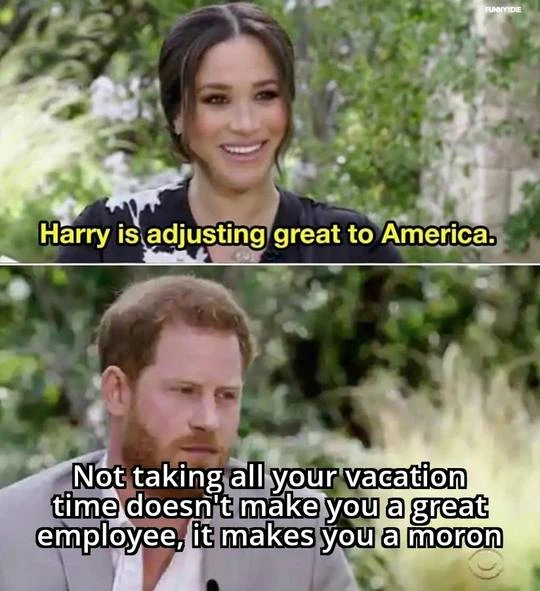 FUNNYORDIE
Harry is adjusting great to America.
Not taking all your vacation
time doesn't make you a great
employee, it makes you a moron